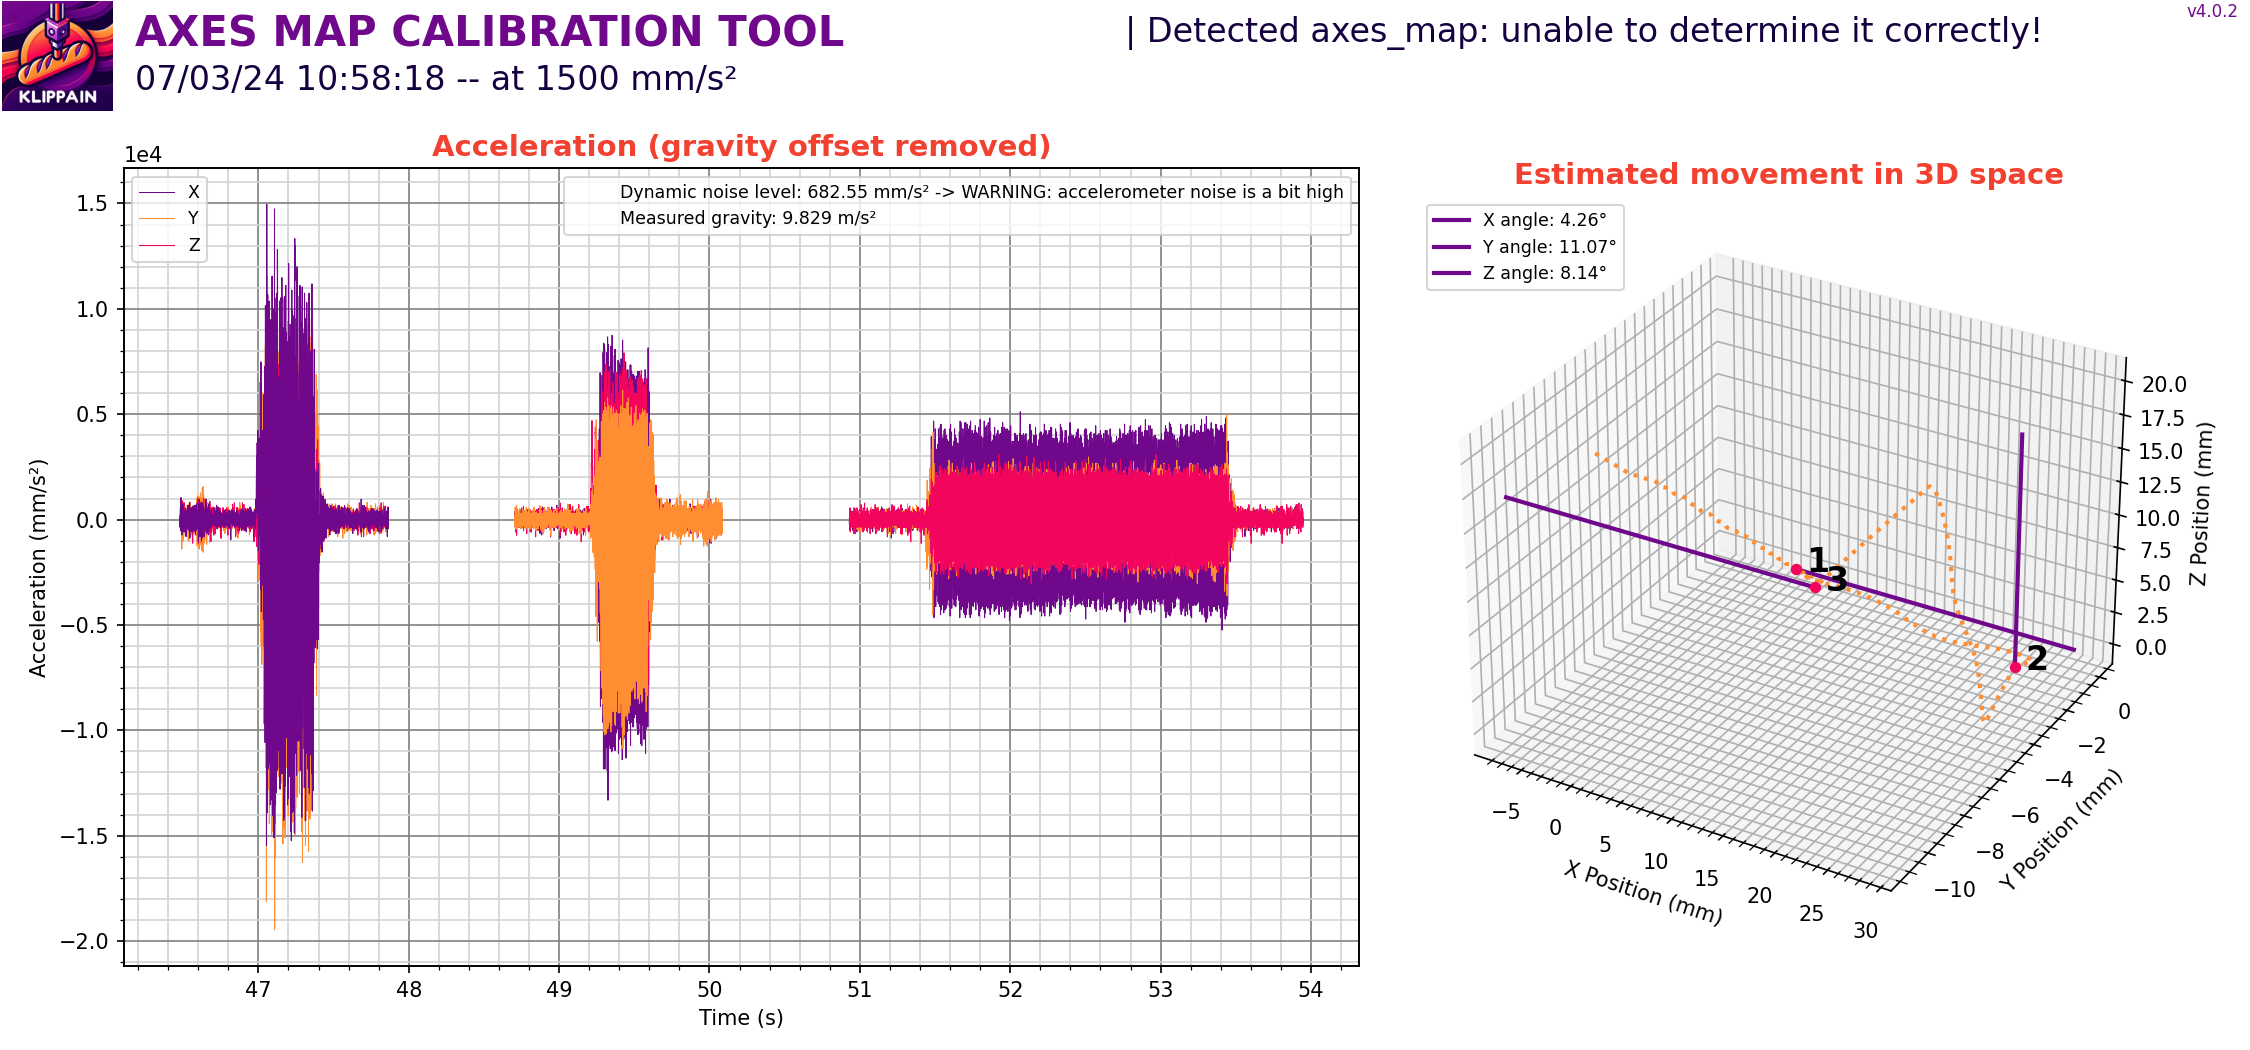 KLIPPAIN
AXES MAP CALIBRATION TOOL
07/03/24 10:58:18 -- at 1500 mm/s²
| Detected axes_map: unable to determine it correctly!
v4.0.2
Acceleration (gravity offset removed)
1e4
X
Y
Z
Dynamic noise level: 682.55 mm/s² -> WARNING: accelerometer noise is a bit high
Measured gravity: 9.829 m/s²
1.5
1.0
0.5
0.0
−0.5
−1.0
−1.5
−2.0
Acceleration (mm/s²)
47 48 49 50 51 52 53 54
Time (s)
Estimated movement in 3D space
X angle: 4.26°
Y angle: 11.07°
Z angle: 8.14°
1
3
2
20.0
17.5
15.0
12.5
10.0
7.5
5.0
2.5
0.0
Z Position (mm)
0
−2
−4
−6
−8
−10
Y Position (mm)
−5
0
5
10
15
20
25
30
X Position (mm)